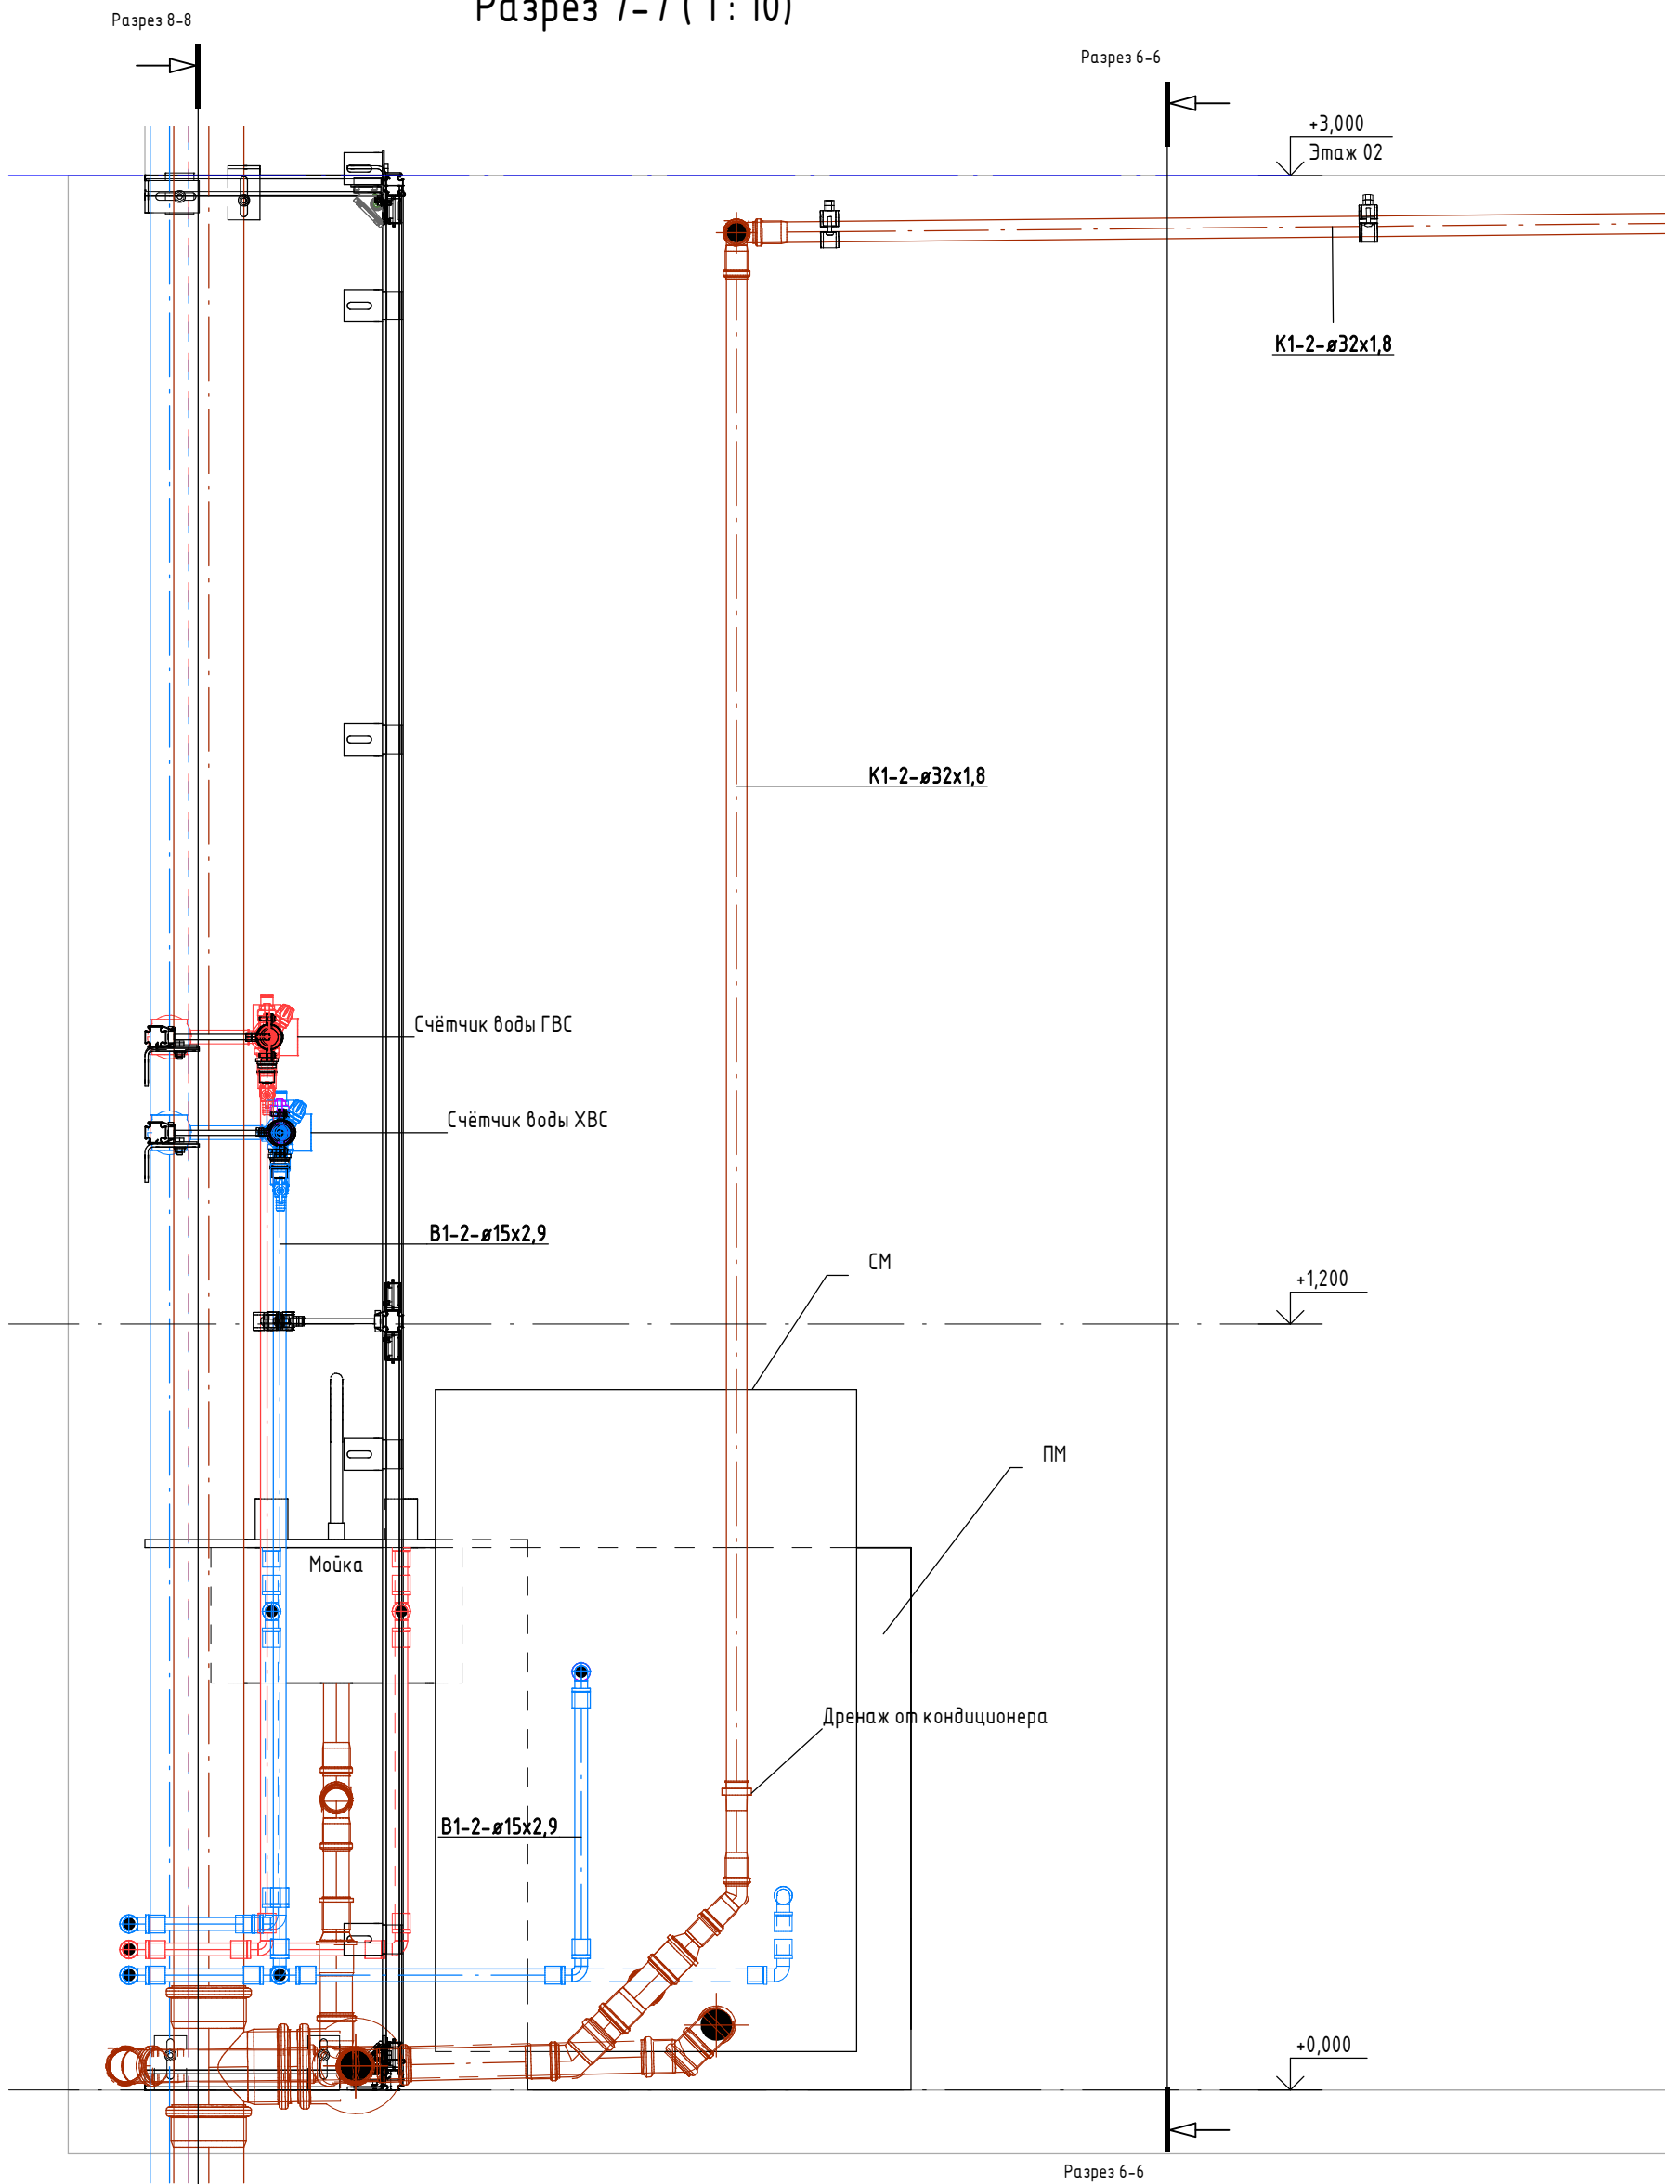 Разрез 7-7 ( 1 : 10)
Разрез 8-8
Разрез 6-6
+3,000
Этаж 02
К1-2-ø32х1,8
К1-2-ø32х1,8
Счётчик воды ГВС
Счётчик воды ХВС
В1-2-ø15х2,9
СМ
+1,200
ПМ
Мойка
Дренаж от кондиционера
В1-2-ø15х2,9
+0,000
Разрез 6-6